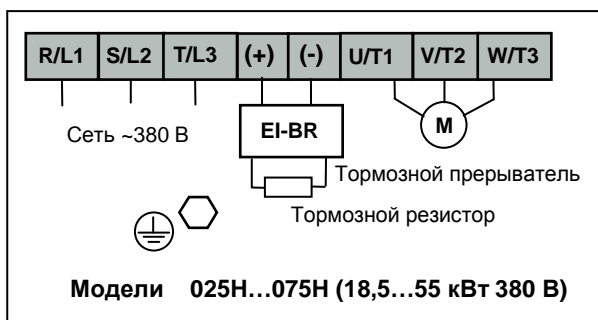 R/L1 S/L2 T/L3 (+) (-) U/T1 V/T2 W/T3
Сеть ~380 В
EI-BR
М
Тормозной прерыватель
Тормозной резистор
Модели 025H...075H (18,5...55 кВт 380 В)